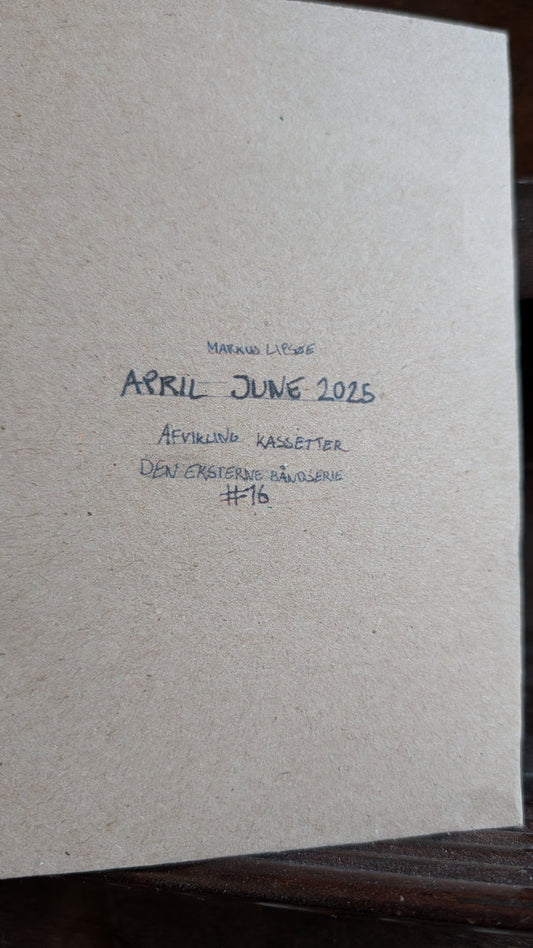 MARKUS LIPSØE
APRIL JUNE 2025
AFVIKLING KASSETTER
DEN EKSTERNE BÅNDSERIE
#16